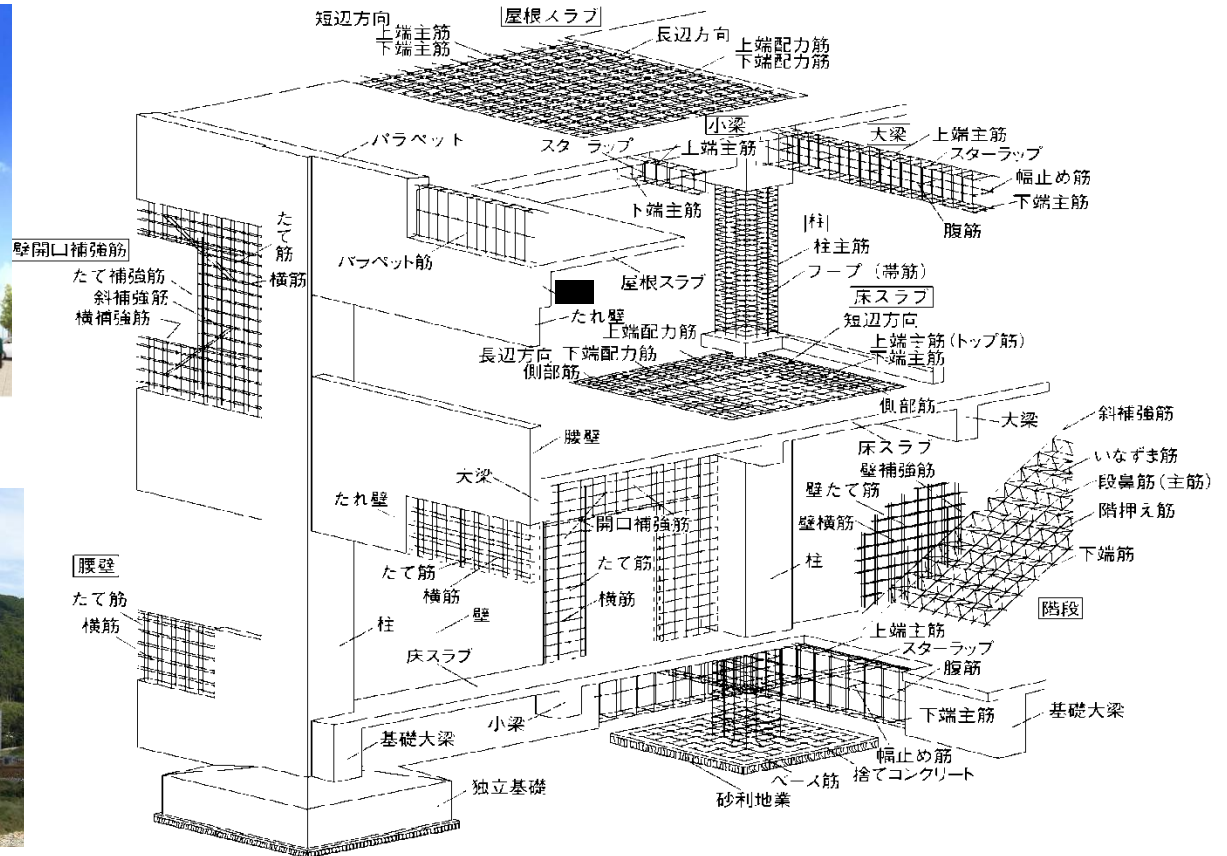 屋根スラブ
短辺方向
上端主筋
下端主筋
長辺方向
上端配力筋
下端配力筋
パラペット
スターラップ
小梁
上端主筋
下端主筋
大梁
上端主筋
スターラップ
幅止め筋
下端主筋
腹筋
壁開口補強筋
たて筋
横筋
たて補強筋
斜補強筋
横補強筋
パラペット筋
屋根スラブ
たれ壁
柱
柱主筋
フープ(帯筋)
床スラブ
短辺方向
上端主筋(トップ筋)
下端主筋
上端配力筋
長辺方向 下端配力筋
側部筋
側部筋
大梁
腰壁
大梁
床スラブ
壁補強筋
壁たて筋
壁横筋
斜補強筋
いなずま筋
段鼻筋(主筋)
階押え筋
下端筋
階段
たれ壁
たて筋
横筋
開口補強筋
たて筋
横筋
柱
腰壁
たて筋
横筋
柱
壁
床スラブ
小梁
基礎大梁
独立基礎
上端主筋
スターラップ
腹筋
下端主筋
基礎大梁
幅止め筋
捨てコンクリート
ベース筋
砂利地業